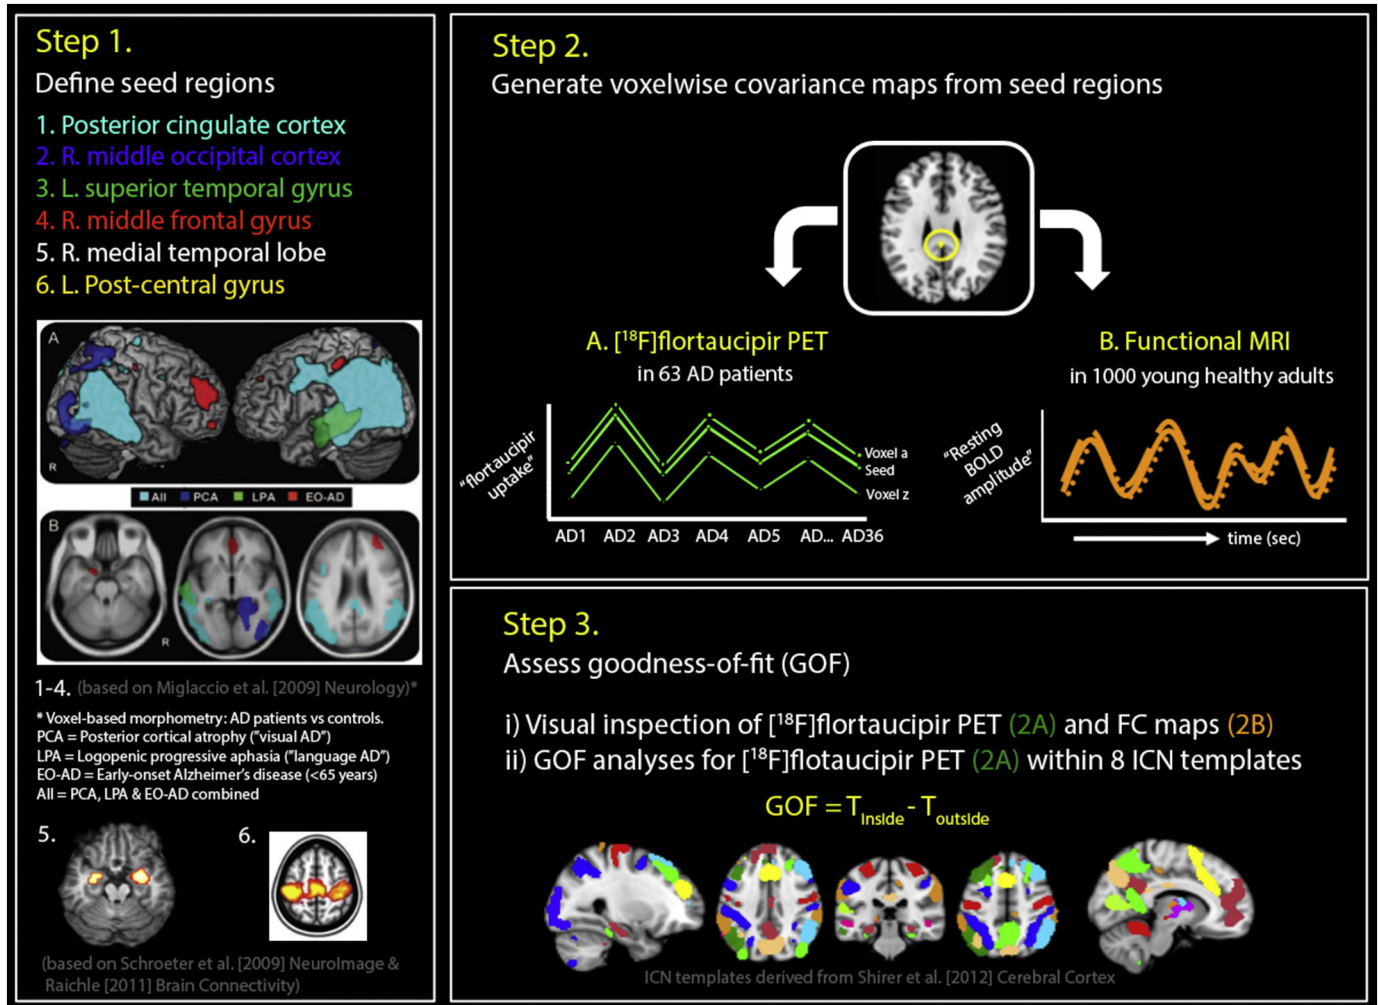 Step 1.
Define seed regions
1. Posterior cingulate cortex
2. R. middle occipital cortex
3. L. superior temporal gyrus
4. R. middle frontal gyrus
5. R. medial temporal lobe
6. L. Post-central gyrus
A
R
All PCA LPA EO-AD
B
R
1-4. (based on Miglaccio et al. [2009] Neurology)*
* Voxel-based morphometry: AD patients vs controls.
PCA = Posterior cortical atrophy ("visual AD")
LPA = Logopenic progressive aphasia ("language AD")
EO-AD = Early-onset Alzheimer's disease (<65 years)
All = PCA, LPA & EO-AD combined
5. 6.
(based on Schroeter et al. [2009] NeuroImage &
Raichle [2011] Brain Connectivity)
Step 2.
Generate voxelwise covariance maps from seed regions
A. [¹⁸F]flortaucipir PET
in 63 AD patients
"flortaucipir
uptake"
Voxel a
Seed
Voxel z
AD1 AD2 AD3 AD4 AD5 AD... AD36
B. Functional MRI
in 1000 young healthy adults
"Resting
BOLD
amplitude"
time (sec)
Step 3.
Assess goodness-of-fit (GOF)
i) Visual inspection of [¹⁸F]flortaucipir PET (2A) and FC maps (2B)
ii) GOF analyses for [¹⁸F]flotaucipir PET (2A) within 8 ICN templates
GOF = Tinside - Toutside
ICN templates derived from Shirer et al. [2012] Cerebral Cortex